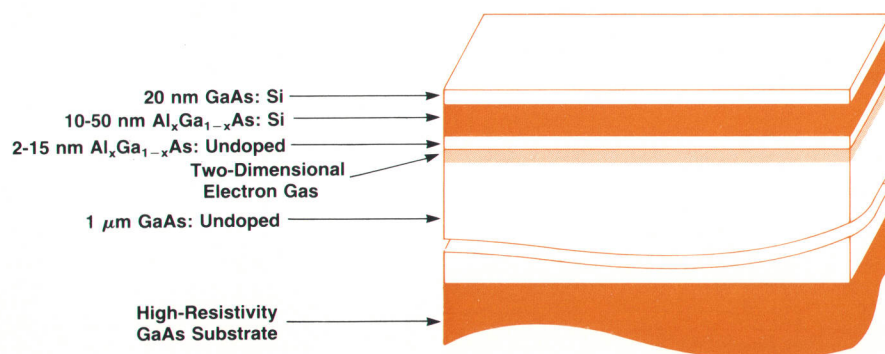 20 nm GaAs: Si
10-50 nm AlₓGa₁₋ₓAs: Si
2-15 nm AlₓGa₁₋ₓAs: Undoped
Two-Dimensional
Electron Gas
1 μm GaAs: Undoped
High-Resistivity
GaAs Substrate